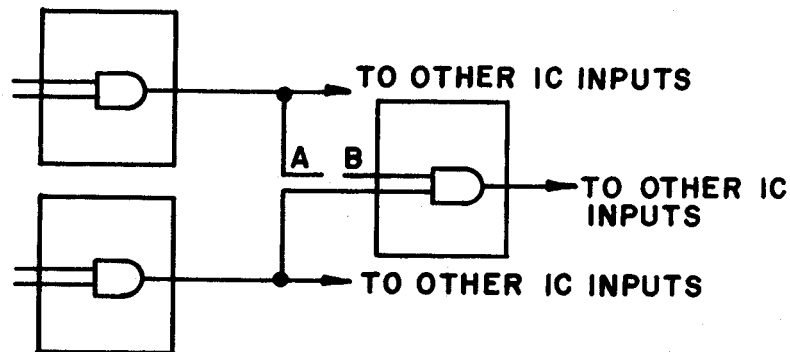 TO OTHER IC INPUTS
A B
TO OTHER IC
INPUTS
TO OTHER IC INPUTS